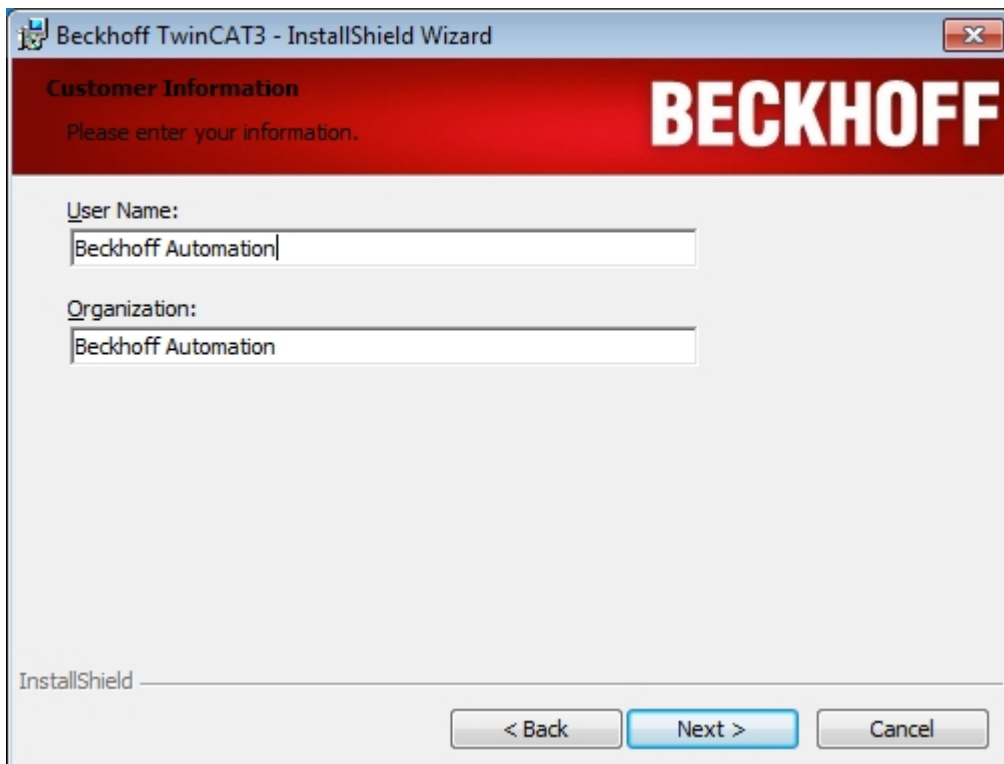 Beckhoff TwinCAT3 - InstallShield Wizard
Customer Information
Please enter your information.
BECKHOFF
User Name:
Beckhoff Automation
Organization:
Beckhoff Automation
InstallShield
< Back Next > Cancel